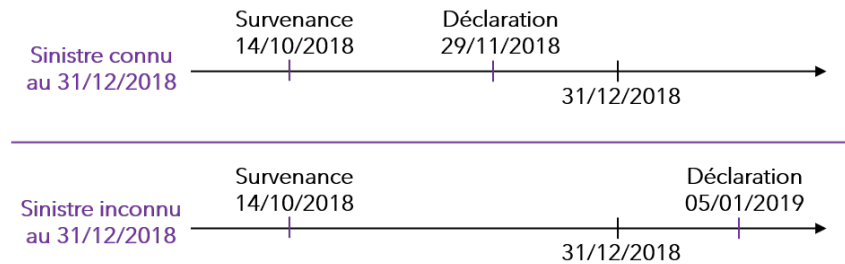 Survenance
14/10/2018
Déclaration
29/11/2018
Sinistre connu
au 31/12/2018
31/12/2018
Survenance
14/10/2018
Déclaration
05/01/2019
Sinistre inconnu
au 31/12/2018
31/12/2018